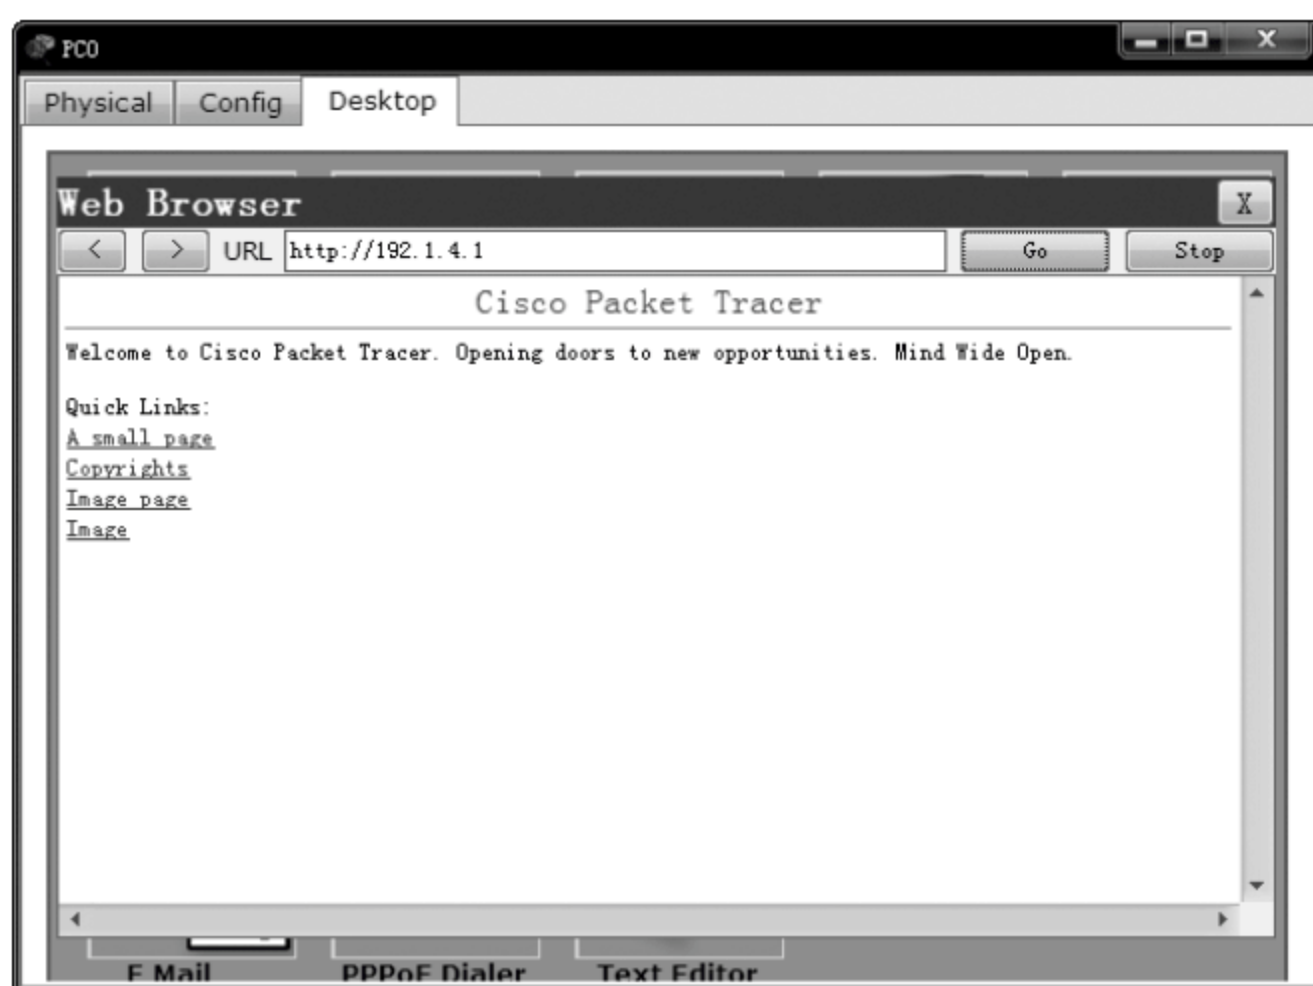 PC0
Physical Config Desktop
Web Browser X
< > URL http://192.1.4.1 Go Stop
Cisco Packet Tracer
Welcome to Cisco Packet Tracer. Opening doors to new opportunities. Mind Wide Open.
Quick Links:
A small page
Copyrights
Image page
Image
E Mail PPPoE Dialer Text Editor